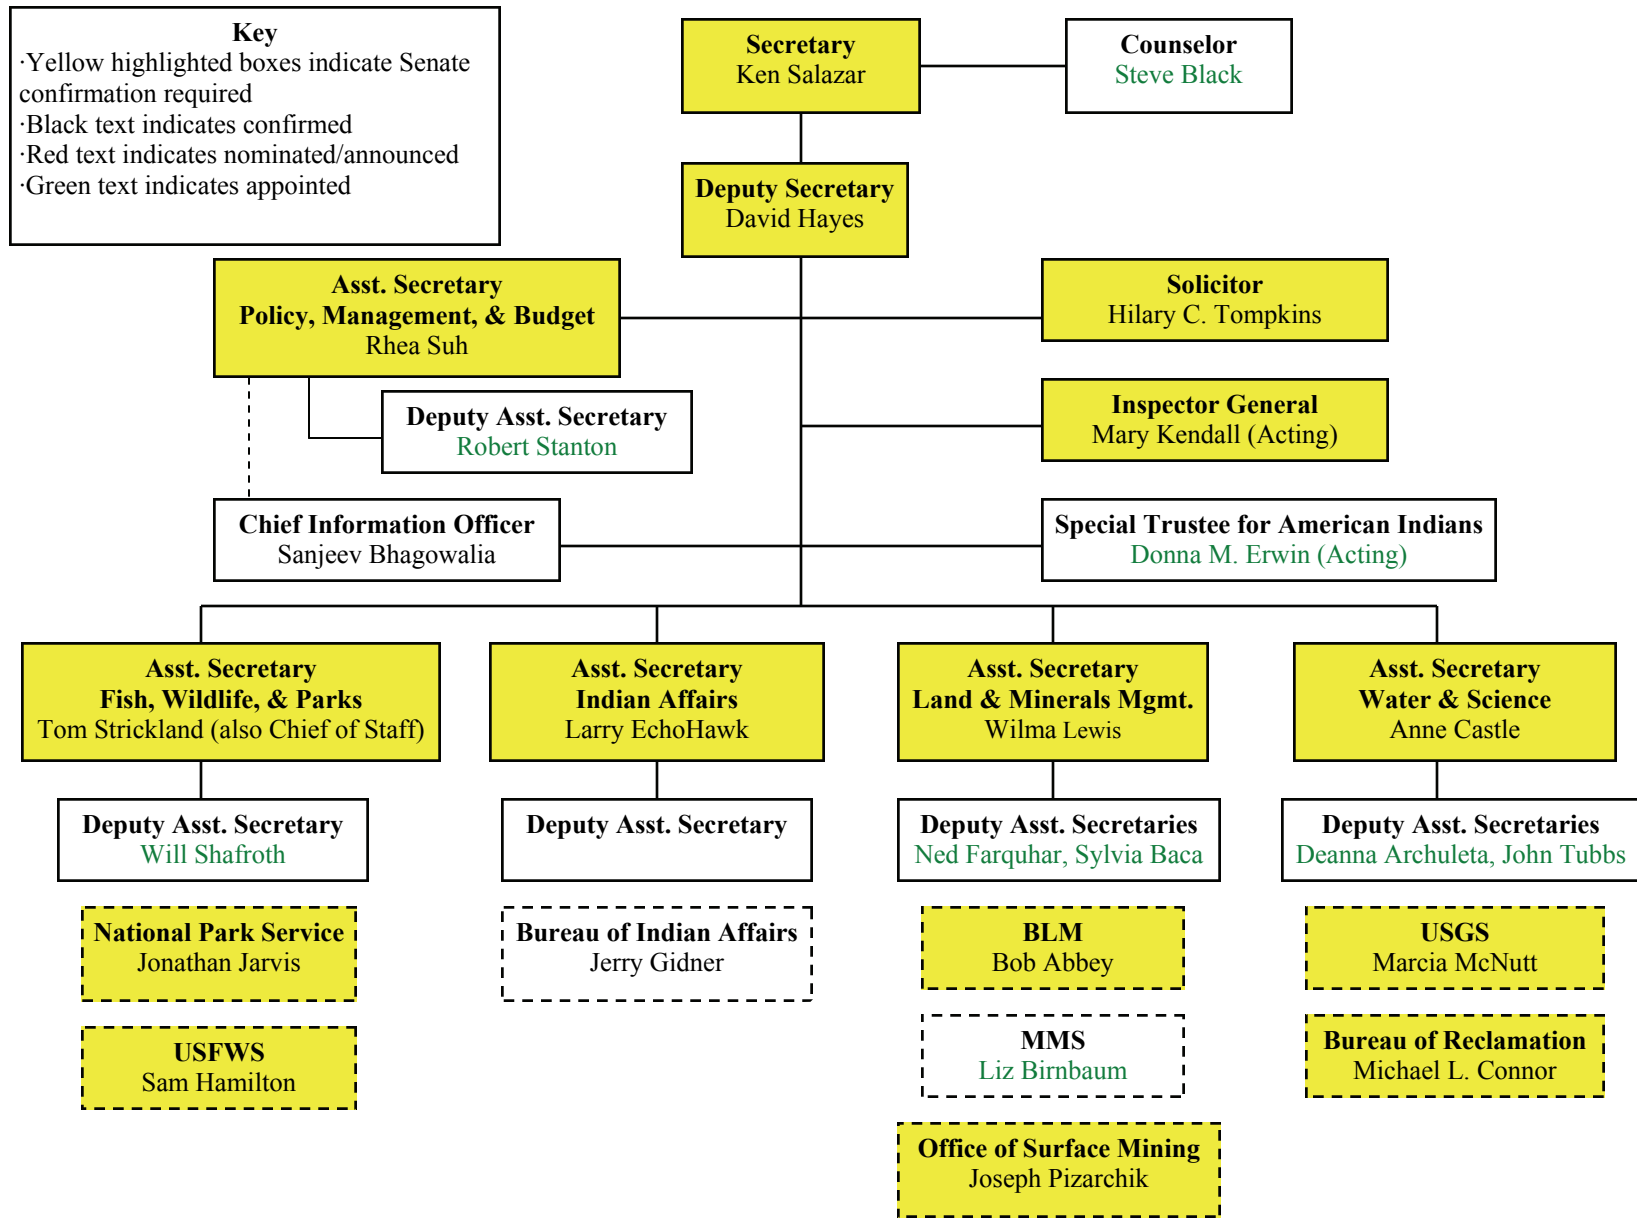 Key
·Yellow highlighted boxes indicate Senate
confirmation required
·Black text indicates confirmed
·Red text indicates nominated/announced
·Green text indicates appointed
Secretary
Ken Salazar
Counselor
Steve Black
Deputy Secretary
David Hayes
Asst. Secretary
Policy, Management, & Budget
Rhea Suh
Solicitor
Hilary C. Tompkins
Deputy Asst. Secretary
Robert Stanton
Inspector General
Mary Kendall (Acting)
Chief Information Officer
Sanjeev Bhagowalia
Special Trustee for American Indians
Donna M. Erwin (Acting)
Asst. Secretary
Fish, Wildlife, & Parks
Tom Strickland (also Chief of Staff)
Asst. Secretary
Indian Affairs
Larry EchoHawk
Asst. Secretary
Land & Minerals Mgmt.
Wilma Lewis
Asst. Secretary
Water & Science
Anne Castle
Deputy Asst. Secretary
Will Shafroth
Deputy Asst. Secretary
Deputy Asst. Secretaries
Ned Farquhar, Sylvia Baca
Deputy Asst. Secretaries
Deanna Archuleta, John Tubbs
National Park Service
Jonathan Jarvis
Bureau of Indian Affairs
Jerry Gidner
BLM
Bob Abbey
USGS
Marcia McNutt
USFWS
Sam Hamilton
MMS
Liz Birnbaum
Bureau of Reclamation
Michael L. Connor
Office of Surface Mining
Joseph Pizarchik